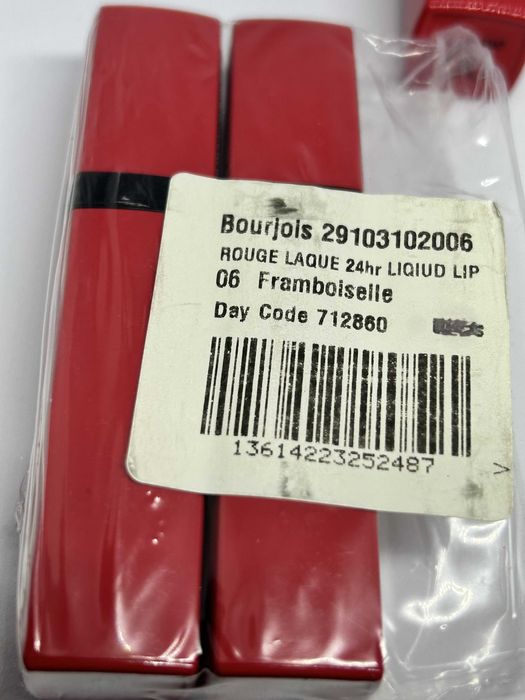 Bourjois 29103102006
ROUGE LAQUE 24hr LIQIUD LIP
06 Framboiselle
Day Code 712860
13614223252487
>